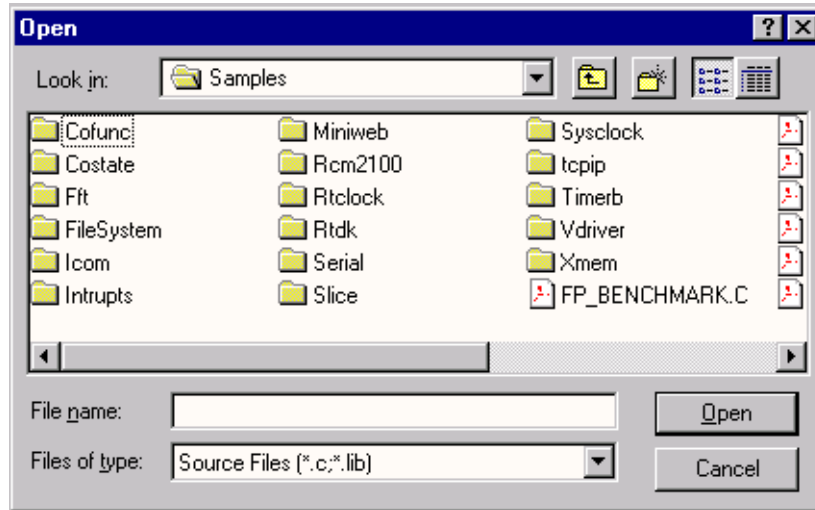 Open
Look in: Samples
Cofunc Miniweb Sysclock
Costate Rcm2100 tcpip
Fft Rtclock Timerb
FileSystem Rtdk Vdriver
Icom Serial Xmem
Intrupts Slice FP_BENCHMARK.C
File name: Open
Files of type: Source Files (*.c;*.lib) Cancel